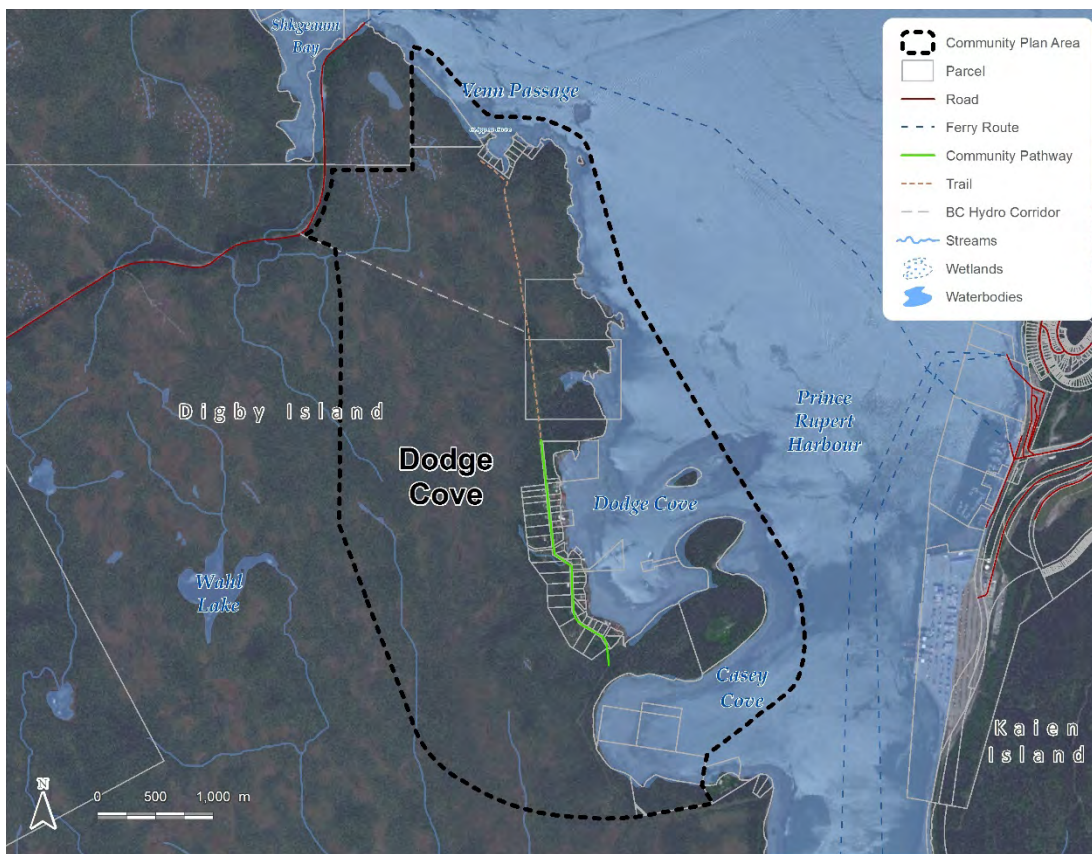 Shkgeaum
Bay
Venn Passage
Community Plan Area
Parcel
Road
Ferry Route
Community Pathway
Trail
BC Hydro Corridor
Streams
Wetlands
Waterbodies
Digby Island
Dodge
Cove
Prince
Rupert
Harbour
Dodge Cove
Wahl
Lake
Casey
Cove
Kaien
Island
N
0 500 1,000 m